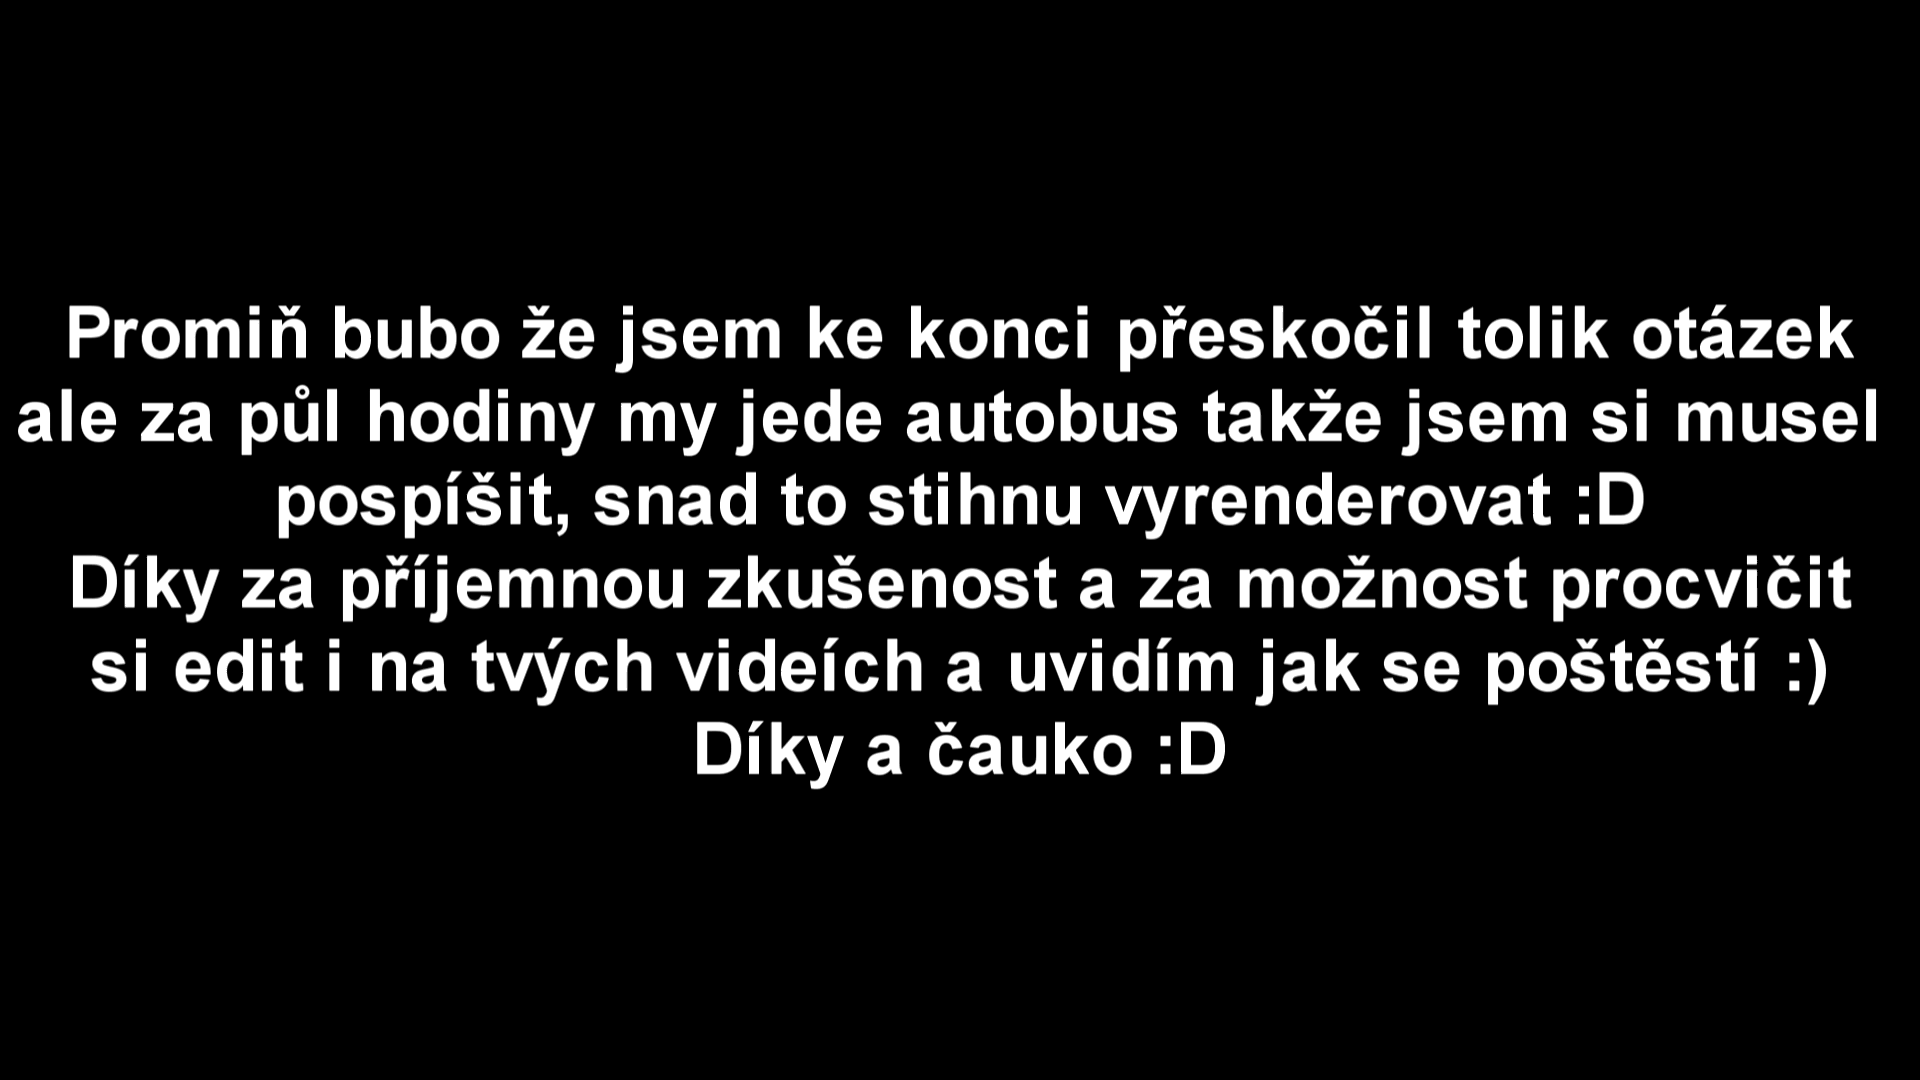 Promiň bubo že jsem ke konci přeskočil tolik otázek
ale za půl hodiny my jede autobus takže jsem si musel
pospíšit, snad to stihnu vyrenderovat :D
Díky za příjemnou zkušenost a za možnost procvičit
si edit i na tvých videích a uvidím jak se poštěstí :)
Díky a čauko :D